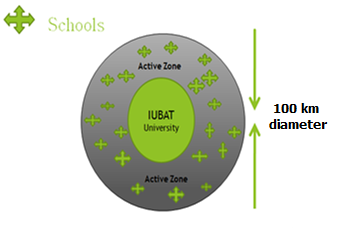 Schools
Active Zone
IUBAT
University
100 km
diameter
Active Zone